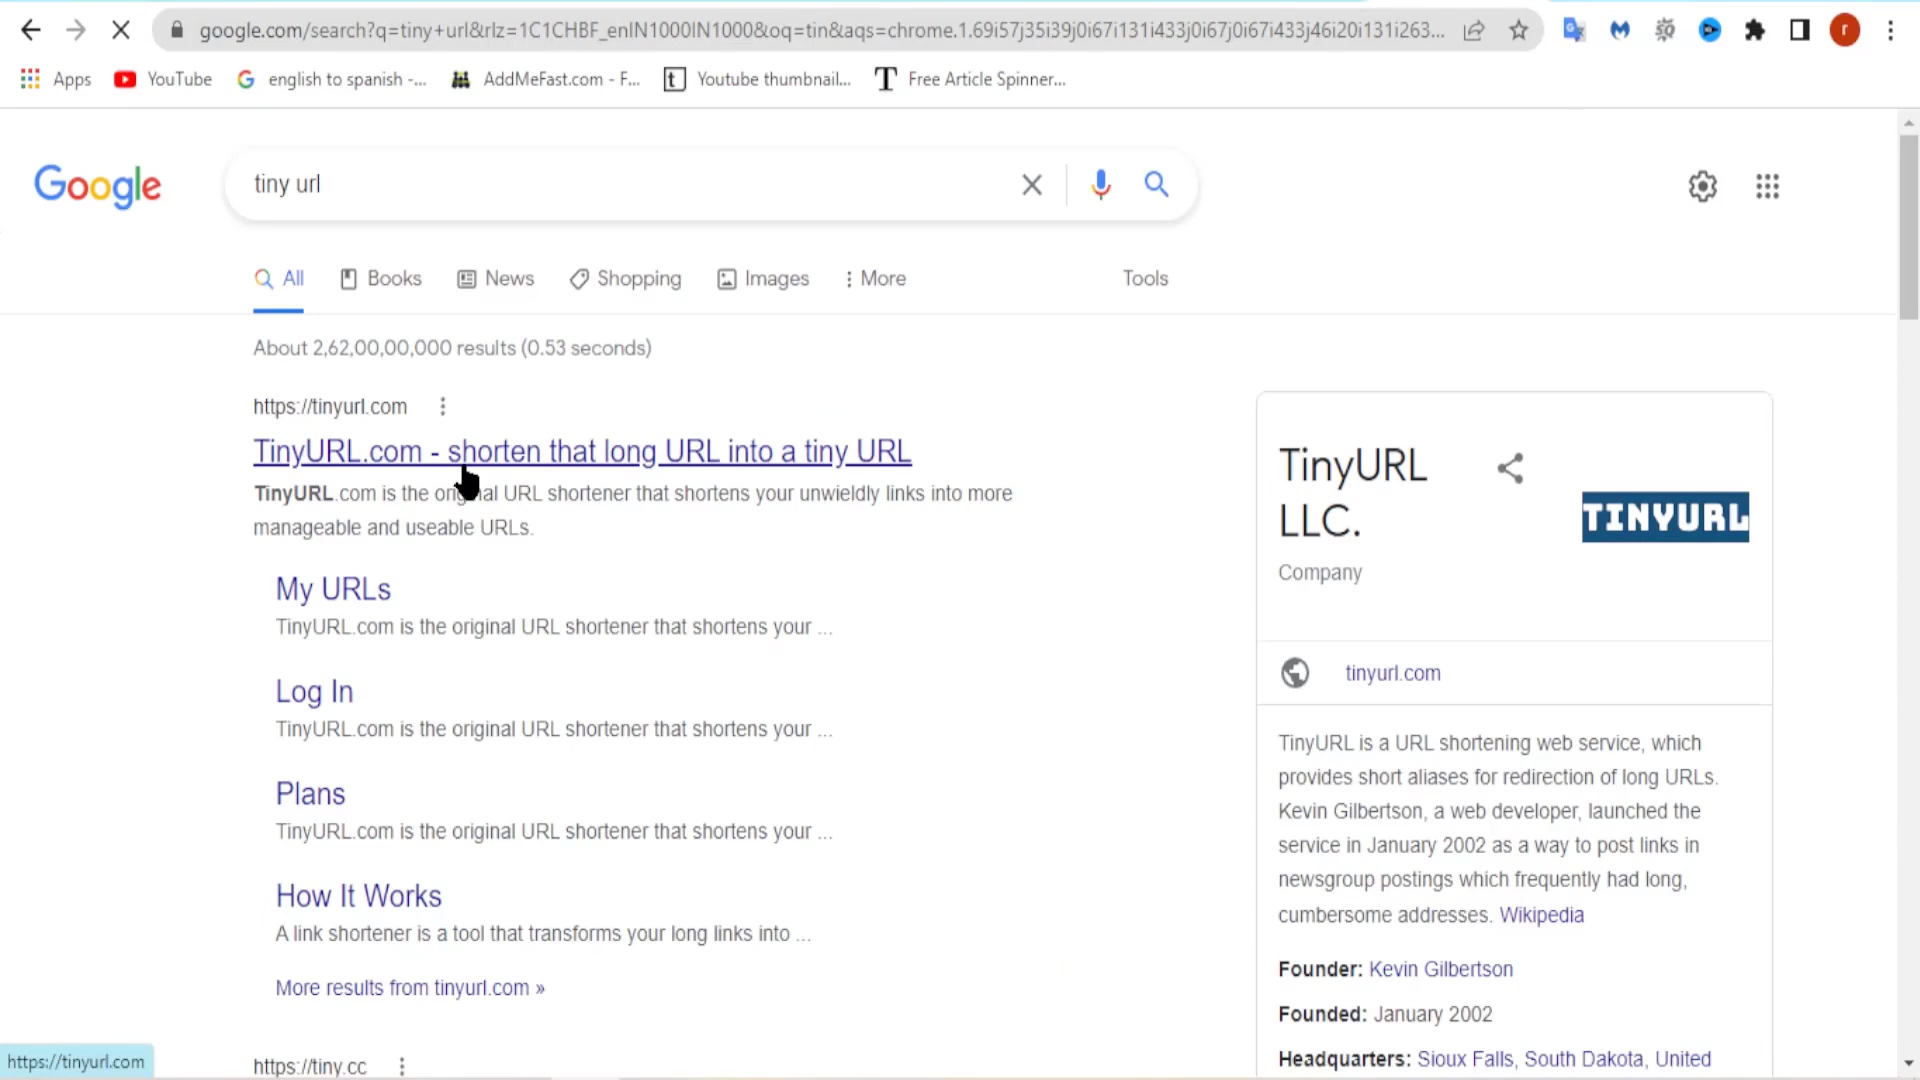 google.com/search?q=tiny+url&rlz=1C1CHBF_enIN1000IN1000&oq=tin&aqs=chrome.1.69i57j35i39j0i67i131i433j0i67j0i67i433j46i20i131i263...
r
Apps
YouTube
english to spanish -...
AddMeFast.com - F...
Youtube thumbnail...
Free Article Spinner...
Google
tiny url
All
Books
News
Shopping
Images
More
Tools
About 2,62,00,00,000 results (0.53 seconds)
https://tinyurl.com
TinyURL.com - shorten that long URL into a tiny URL
TinyURL.com is the original URL shortener that shortens your unwieldly links into more
manageable and useable URLs.
My URLs
TinyURL.com is the original URL shortener that shortens your ...
Log In
TinyURL.com is the original URL shortener that shortens your ...
Plans
TinyURL.com is the original URL shortener that shortens your ...
How It Works
A link shortener is a tool that transforms your long links into ...
More results from tinyurl.com »
https://tiny.cc
https://tinyurl.com
TinyURL
LLC.
TINYURL
Company
tinyurl.com
TinyURL is a URL shortening web service, which
provides short aliases for redirection of long URLs.
Kevin Gilbertson, a web developer, launched the
service in January 2002 as a way to post links in
newsgroup postings which frequently had long,
cumbersome addresses. Wikipedia
Founder: Kevin Gilbertson
Founded: January 2002
Headquarters: Sioux Falls, South Dakota, United